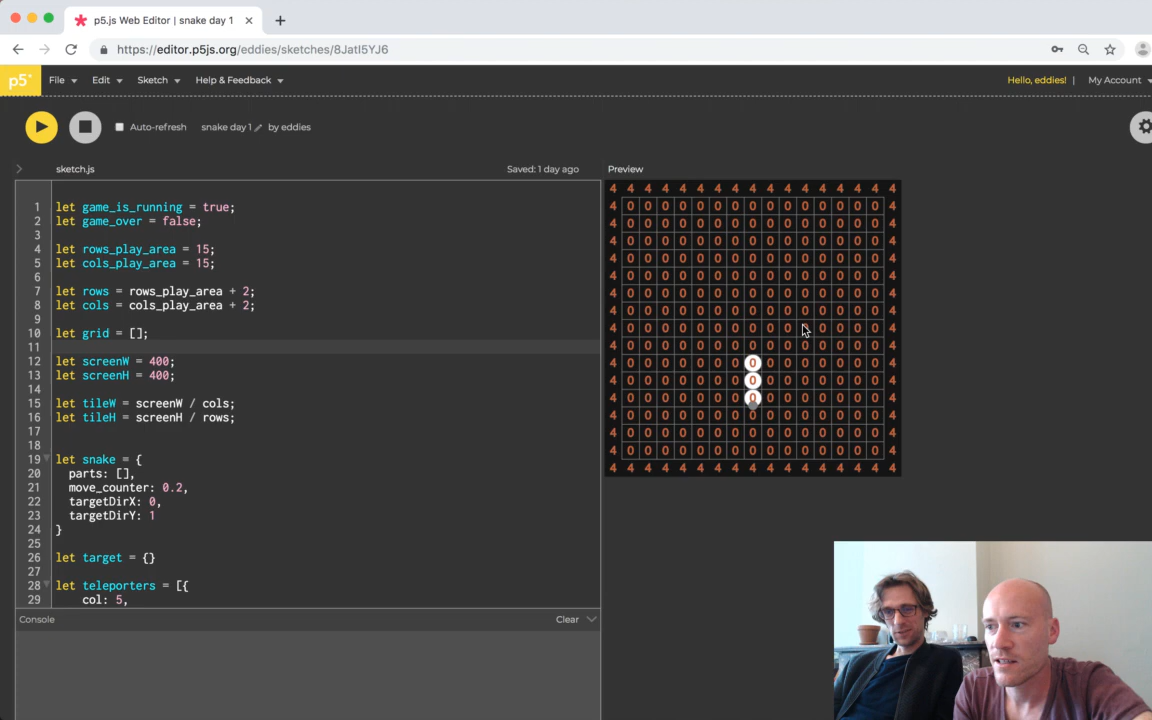 p5.js Web Editor | snake day 1
https://editor.p5js.org/eddies/sketches/8JatI5YJ6
p5* File Edit Sketch Help & Feedback Hello, eddies! | My Account
Auto-refresh snake day 1 by eddies
sketch.js Saved: 1 day ago Preview
1 let game_is_running = true;
2 let game_over = false;
3
4 let rows_play_area = 15;
5 let cols_play_area = 15;
6
7 let rows = rows_play_area + 2;
8 let cols = cols_play_area + 2;
9
10 let grid = [];
11
12 let screenW = 400;
13 let screenH = 400;
14
15 let tileW = screenW / cols;
16 let tileH = screenH / rows;
17
18
19 let snake = {
20 parts: [],
21 move_counter: 0.2,
22 targetDirX: 0,
23 targetDirY: 1
24 }
25
26 let target = {}
27
28 let teleporters = [{
29 col: 5,
Console Clear
4 4 4 4 4 4 4 4 4 4 4 4 4 4 4 4 4
4 0 0 0 0 0 0 0 0 0 0 0 0 0 0 0 4
4 0 0 0 0 0 0 0 0 0 0 0 0 0 0 0 4
4 0 0 0 0 0 0 0 0 0 0 0 0 0 0 0 4
4 0 0 0 0 0 0 0 0 0 0 0 0 0 0 0 4
4 0 0 0 0 0 0 0 0 0 0 0 0 0 0 0 4
4 0 0 0 0 0 0 0 0 0 0 0 0 0 0 0 4
4 0 0 0 0 0 0 0 0 0 0 0 0 0 0 0 4
4 0 0 0 0 0 0 0 0 0 0 0 0 0 0 4
4 0 0 0 0 0 0 0 0 0 0 0 0 0 0 0 4
4 0 0 0 0 0 0 0 0 0 0 0 0 0 0 0 4
4 0 0 0 0 0 0 0 0 0 0 0 0 0 0 0 4
4 0 0 0 0 0 0 0 0 0 0 0 0 0 0 0 4
4 0 0 0 0 0 0 0 0 0 0 0 0 0 0 0 4
4 0 0 0 0 0 0 0 0 0 0 0 0 0 0 0 4
4 0 0 0 0 0 0 0 0 0 0 0 0 0 0 0 4
4 4 4 4 4 4 4 4 4 4 4 4 4 4 4 4 4